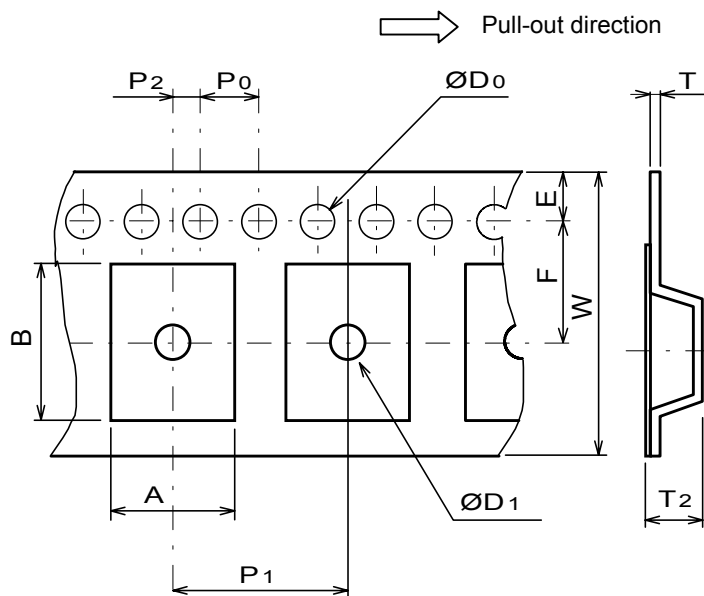 Pull-out direction
P2
P0
ØD0
T
E
F
W
B
A
ØD1
T2
P1